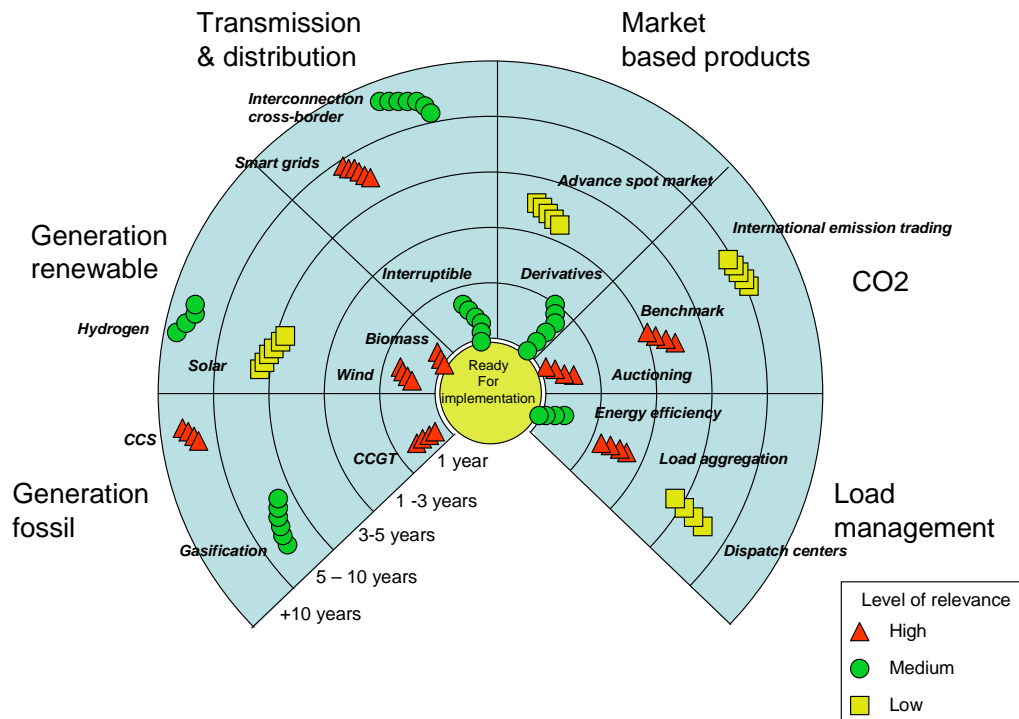 Transmission
& distribution
Market
based products
Interconnection
cross-border
Smart grids
Advance spot market
International emission trading
Generation
renewable
CO2
Interruptible
Derivatives
Hydrogen
Benchmark
Biomass
Solar
Wind
Ready
For
implementation
Auctioning
Energy efficiency
CCS
CCGT
1 year
Load aggregation
Generation
fossil
1 -3 years
Load
management
3-5 years
Gasification
Dispatch centers
5 – 10 years
+10 years
Level of relevance
High
Medium
Low